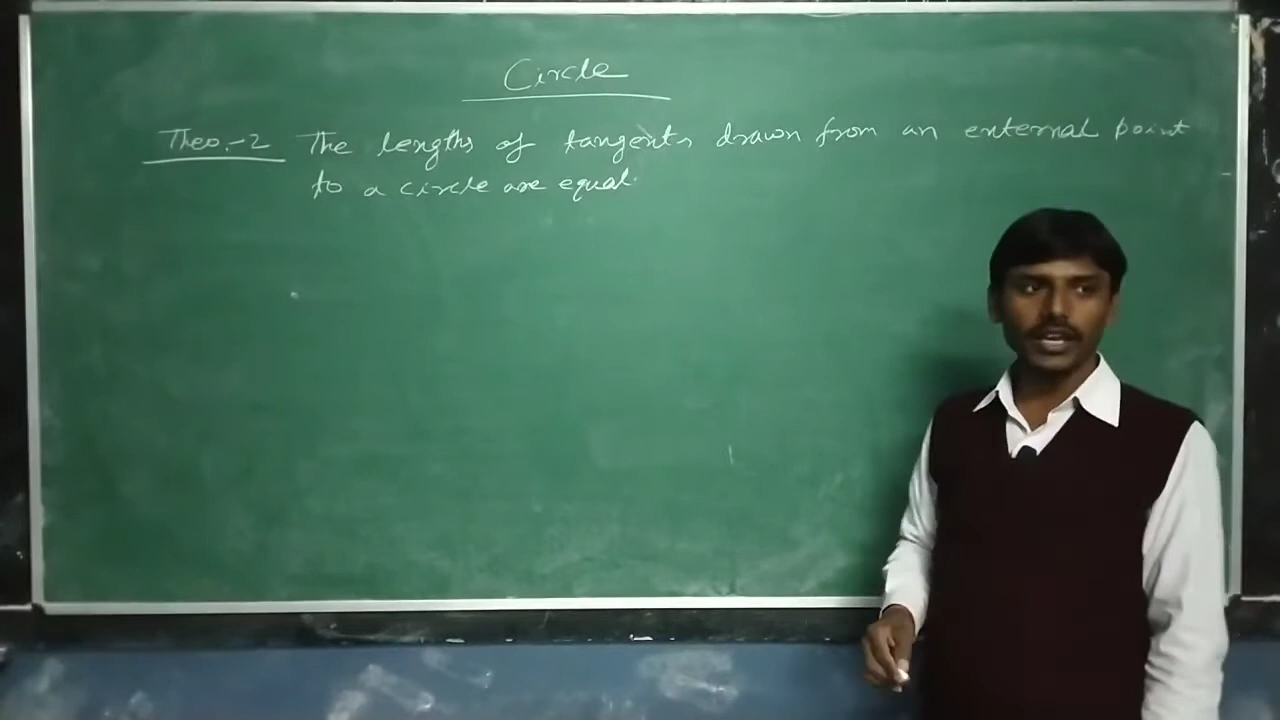 Circle
Theo.-2 The lengths of tangents drawn from an external point
to a circle are equal.